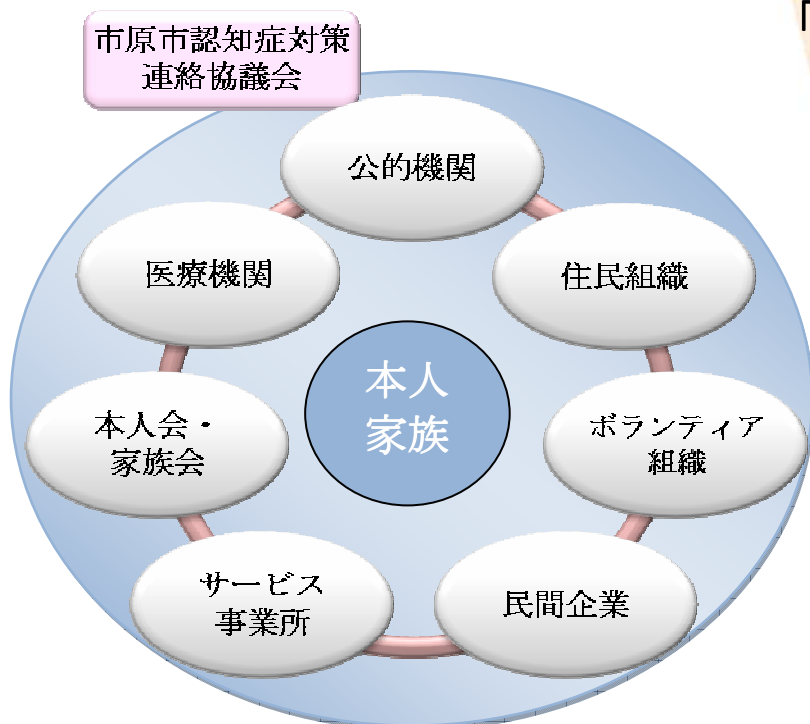 市原市認知症対策
連絡協議会
公的機関
医療機関
住民組織
本人
家族
本人会・
家族会
ボランティア
組織
サービス
事業所
民間企業